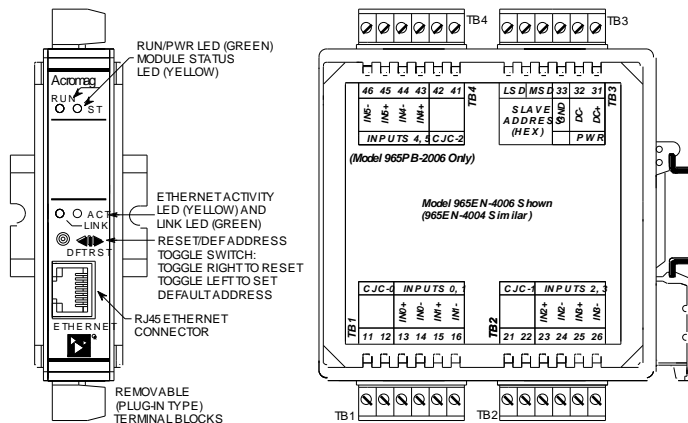 RUN/PWR LED (GREEN)
MODULE STATUS
LED (YELLOW)
Acromag
RUN
ST
ACT
LINK
DFT RST
ETHERNET
ETHERNET ACTIVITY
LED (YELLOW) AND
LINK LED (GREEN)
RESET/DEF ADDRESS
TOGGLE SWITCH:
TOGGLE RIGHT TO RESET
TOGGLE LEFT TO SET
DEFAULT ADDRESS
RJ45 ETHERNET
CONNECTOR
REMOVABLE
(PLUG-IN TYPE)
TERMINAL BLOCKS
TB4
TB3
46 45 44 43 42 41
IN5- IN5+ IN4- IN4+
INPUTS 4, 5 CJC-2
TB4
LSD MSD 33 32 31
SLAVE
ADDRESS
(HEX)
GND DC- DC+
PWR
TB3
(Model 965PB-2006 Only)
Model 965EN-4006 Shown
(965EN-4004 Similar)
TB1
CJC-0 INPUTS 0, 1
IN0+ IN0- IN1+ IN1-
11 12 13 14 15 16
TB2
CJC-1 INPUTS 2, 3
IN2+ IN2- IN3+ IN3-
21 22 23 24 25 26
TB1
TB2